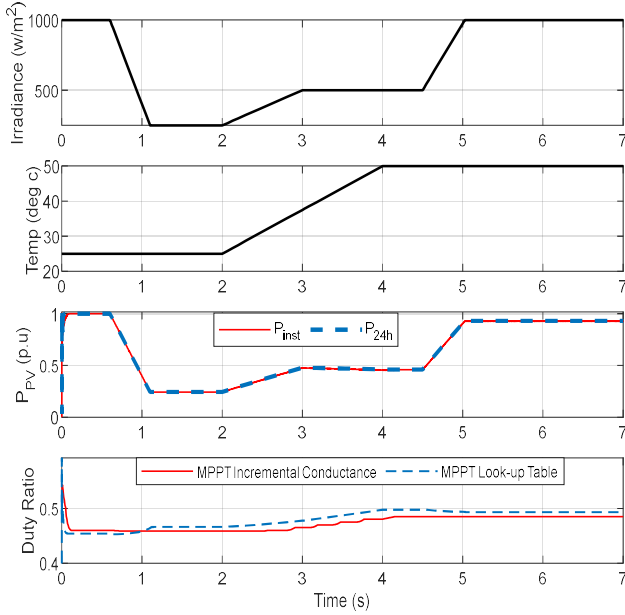 Irradiance (w/m²)
1000
500
0 1 2 3 4 5 6 7
Temp (deg c)
50
40
30
20
0 1 2 3 4 5 6 7
P_PV (p.u)
1
0.5
0
P_inst P_24h
0 1 2 3 4 5 6 7
Duty Ratio
0.5
0.4
MPPT Incremental Conductance MPPT Look-up Table
0 1 2 3 4 5 6 7
Time (s)